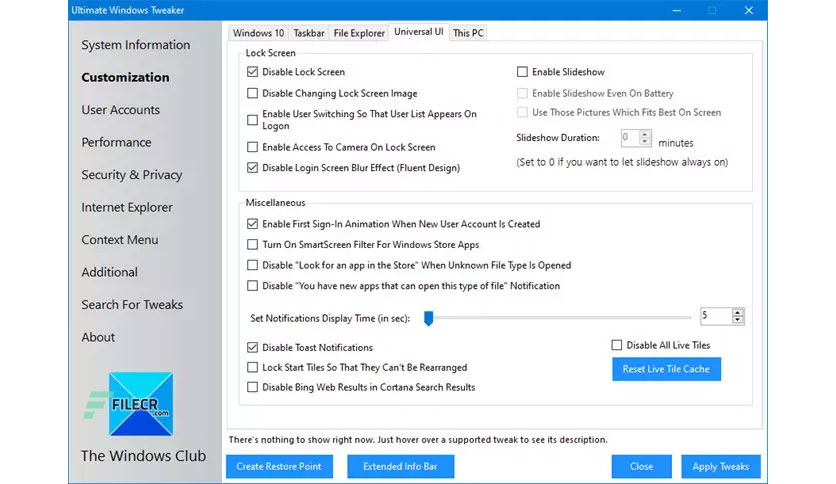 Ultimate Windows Tweaker
System Information
Customization
User Accounts
Performance
Security & Privacy
Internet Explorer
Context Menu
Additional
Search For Tweaks
About
FILECR
.com
The Windows Club
Windows 10 Taskbar File Explorer Universal UI This PC
Lock Screen
Disable Lock Screen
Disable Changing Lock Screen Image
Enable User Switching So That User List Appears On
Logon
Enable Access To Camera On Lock Screen
Disable Login Screen Blur Effect (Fluent Design)
Enable Slideshow
Enable Slideshow Even On Battery
Use Those Pictures Which Fits Best On Screen
Slideshow Duration: 0 minutes
(Set to 0 if you want to let slideshow always on)
Miscellaneous
Enable First Sign-In Animation When New User Account Is Created
Turn On SmartScreen Filter For Windows Store Apps
Disable "Look for an app in the Store" When Unknown File Type Is Opened
Disable "You have new apps that can open this type of file" Notification
Set Notifications Display Time (in sec): 5
Disable Toast Notifications
Lock Start Tiles So That They Can't Be Rearranged
Disable Bing Web Results in Cortana Search Results
Disable All Live Tiles
Reset Live Tile Cache
There's nothing to show right now. Just hover over a supported tweak to see its description.
Create Restore Point Extended Info Bar Close Apply Tweaks